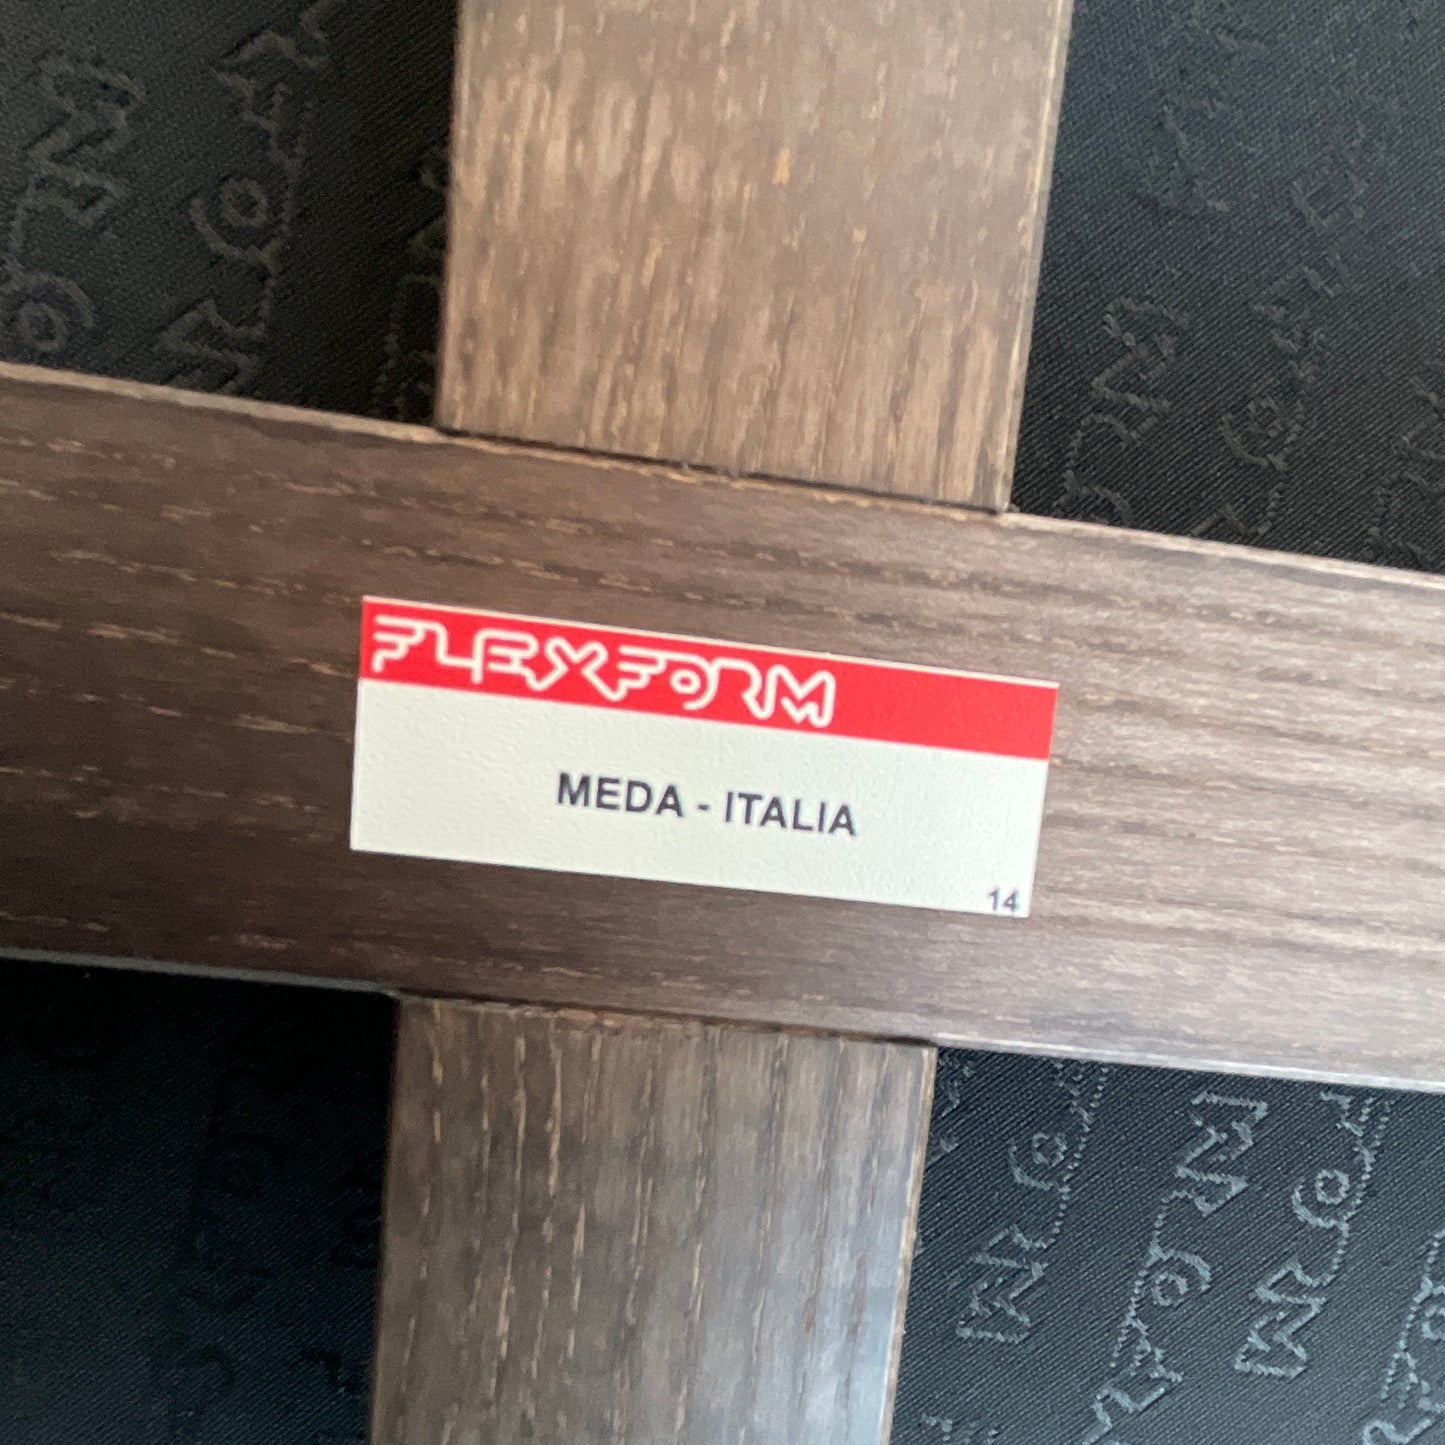 FLEXFORM
MEDA - ITALIA
14